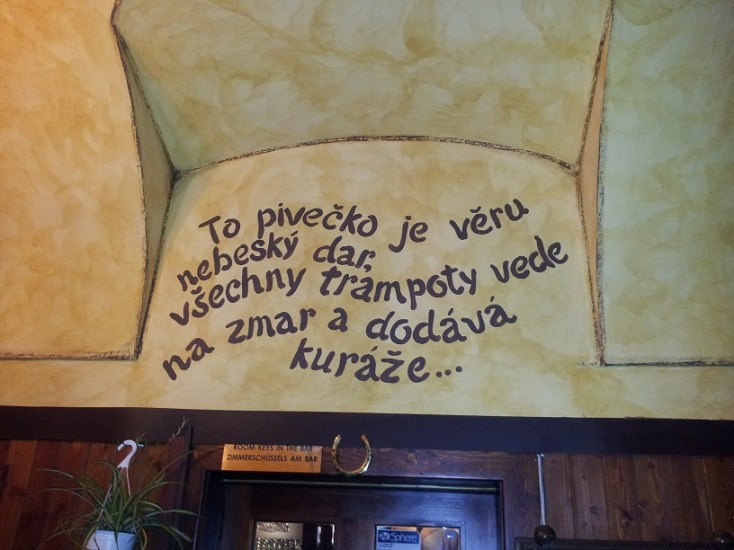 To pivečko je věru
nebeský dar,
všechny trampoty vede
na zmar a dodává
kuráže...
ROOM KEYS IN THE BAR
ZIMMERSCHÜSSELS AM BAR
Sphere